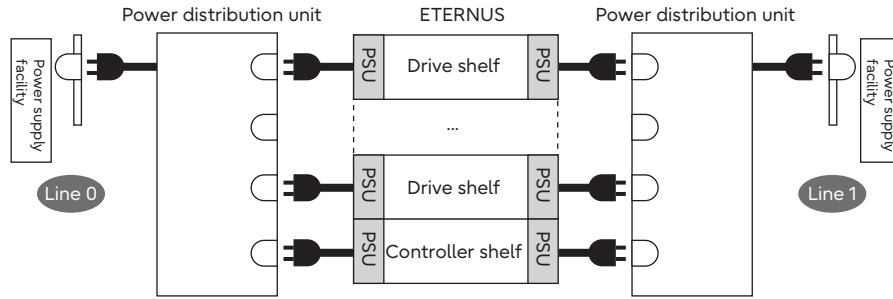 Power distribution unit
ETERNUS
Power distribution unit
Power supply
facility
PSU
Drive shelf
PSU
Power supply
facility
...
Line 0
PSU
Drive shelf
PSU
Line 1
PSU
Controller shelf
PSU